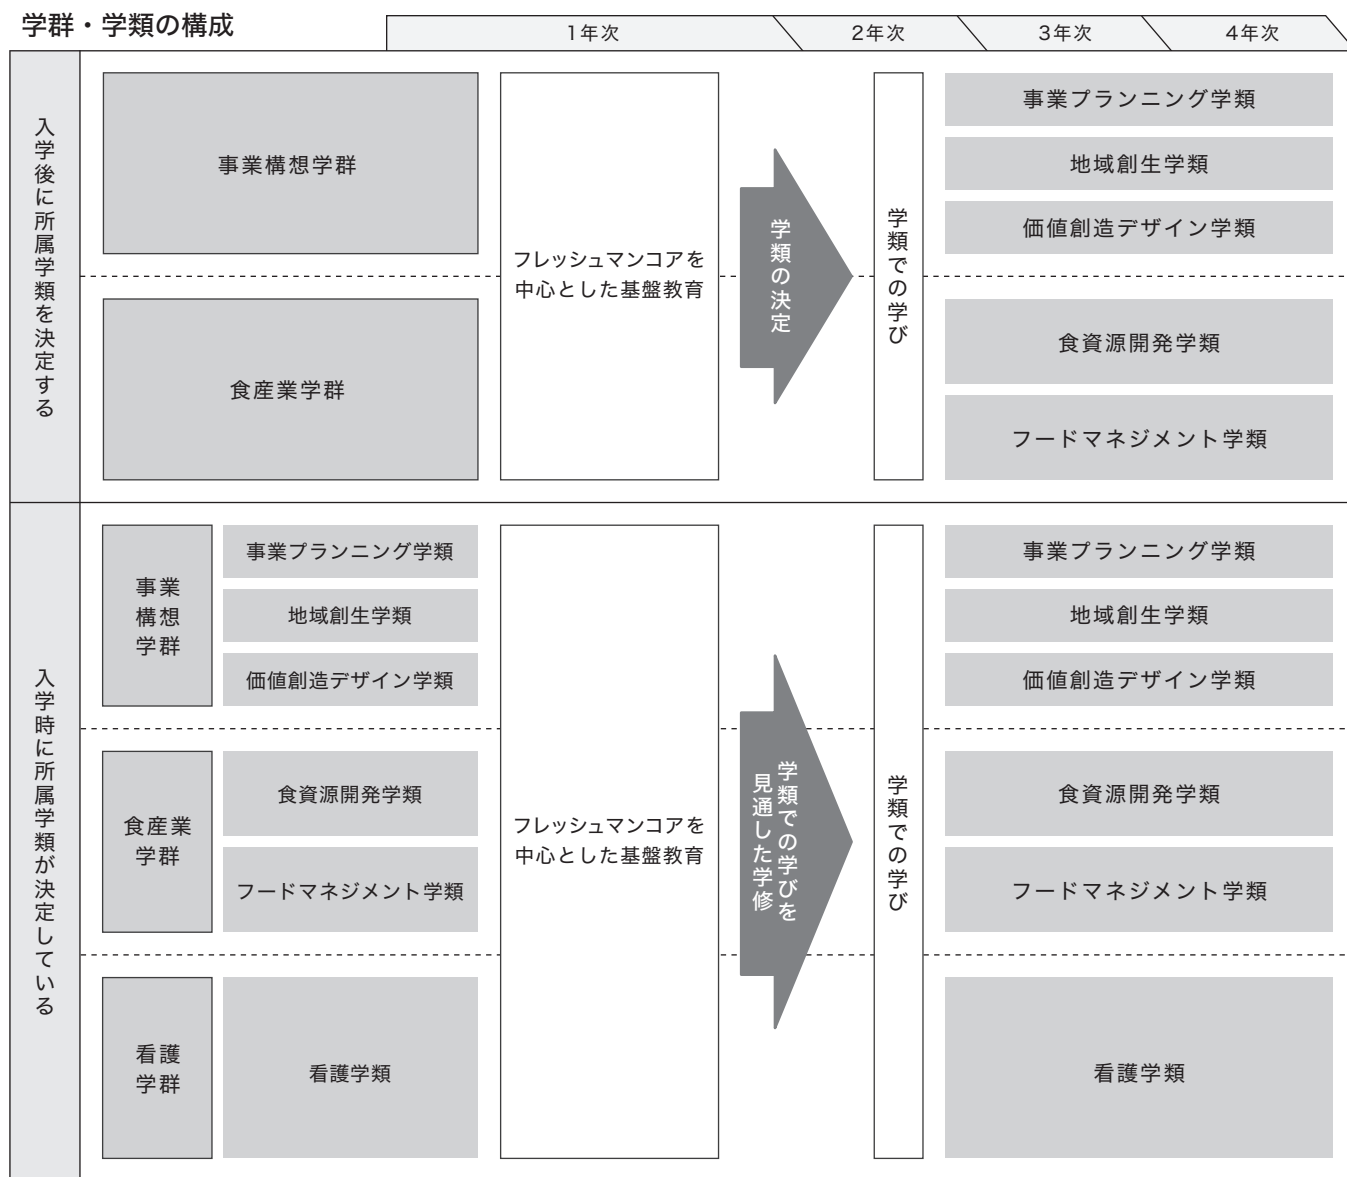 学群・学類の構成
1年次
2年次
3年次
4年次
入学後に所属学類を決定する
事業構想学群
食産業学群
フレッシュマンコアを
中心とした基盤教育
学類の決定
学類での学び
事業プランニング学類
地域創生学類
価値創造デザイン学類
食資源開発学類
フードマネジメント学類
入学時に所属学類が決定している
事業
構想
学群
事業プランニング学類
地域創生学類
価値創造デザイン学類
食産業
学群
食資源開発学類
フードマネジメント学類
看護
学群
看護学類
フレッシュマンコアを
中心とした基盤教育
学類での学びを
見通した学修
学類での学び
事業プランニング学類
地域創生学類
価値創造デザイン学類
食資源開発学類
フードマネジメント学類
看護学類